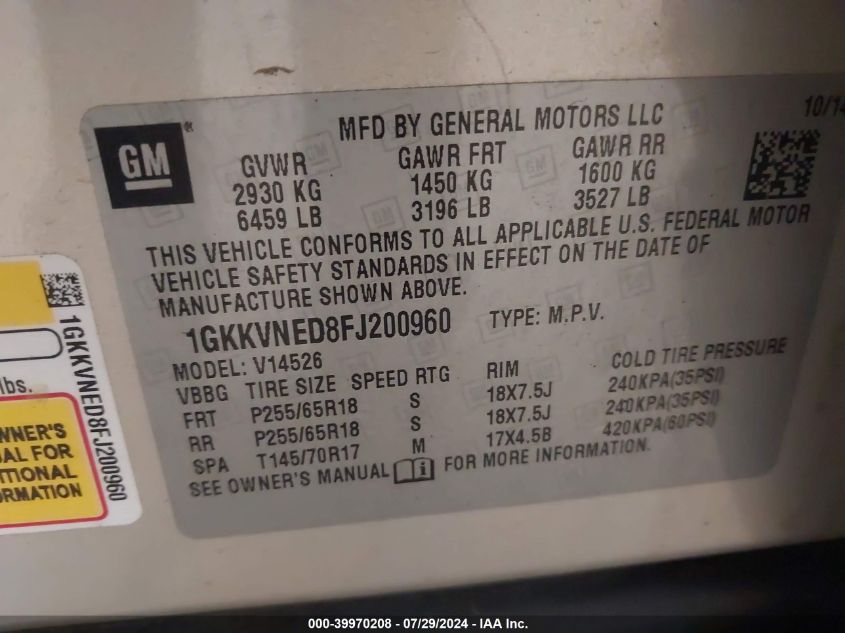 10/14
MFD BY GENERAL MOTORS LLC
GM ®
GVWR GAWR FRT GAWR RR
2930 KG 1450 KG 1600 KG
6459 LB 3196 LB 3527 LB
THIS VEHICLE CONFORMS TO ALL APPLICABLE U.S. FEDERAL MOTOR
VEHICLE SAFETY STANDARDS IN EFFECT ON THE DATE OF
MANUFACTURE SHOWN ABOVE.
1GKKVNED8FJ200960 TYPE: M.P.V.
MODEL: V14526
VBBG TIRE SIZE SPEED RTG RIM COLD TIRE PRESSURE
FRT P255/65R18 S 18X7.5J 240KPA(35PSI)
RR P255/65R18 S 18X7.5J 240KPA(35PSI)
SPA T145/70R17 M 17X4.5B 420KPA(60PSI)
SEE OWNER'S MANUAL i FOR MORE INFORMATION.
1GKKVNED8FJ200960
lbs.
WNER'S
UAL FOR
ITIONAL
ORMATION
000-39970208 / 07/29/2024 - IAA Inc.